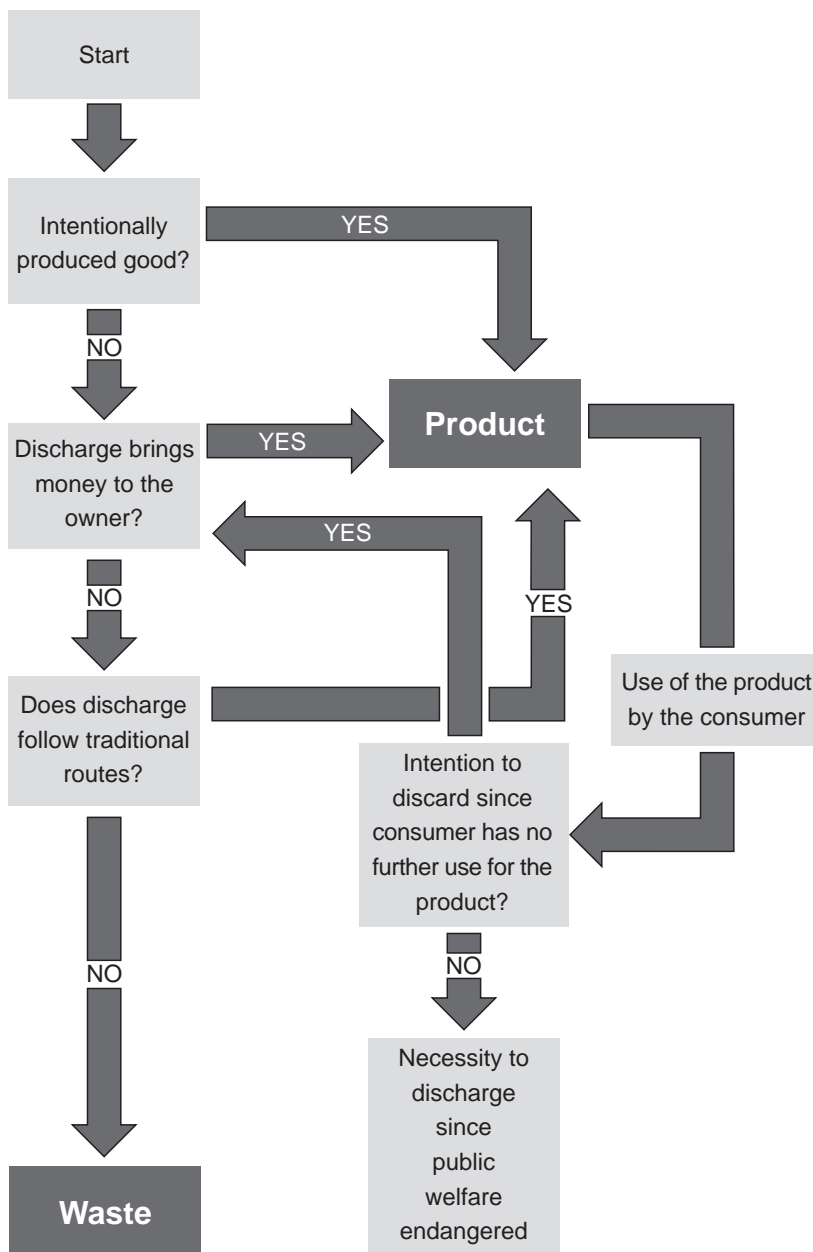 Start
Intentionally
produced good?
YES
NO
Product
Discharge brings
money to the
owner?
YES
YES
NO
YES
Does discharge
follow traditional
routes?
Use of the product
by the consumer
Intention to
discard since
consumer has no
further use for the
product?
NO
NO
Necessity to
discharge
since
public
welfare
endangered
Waste